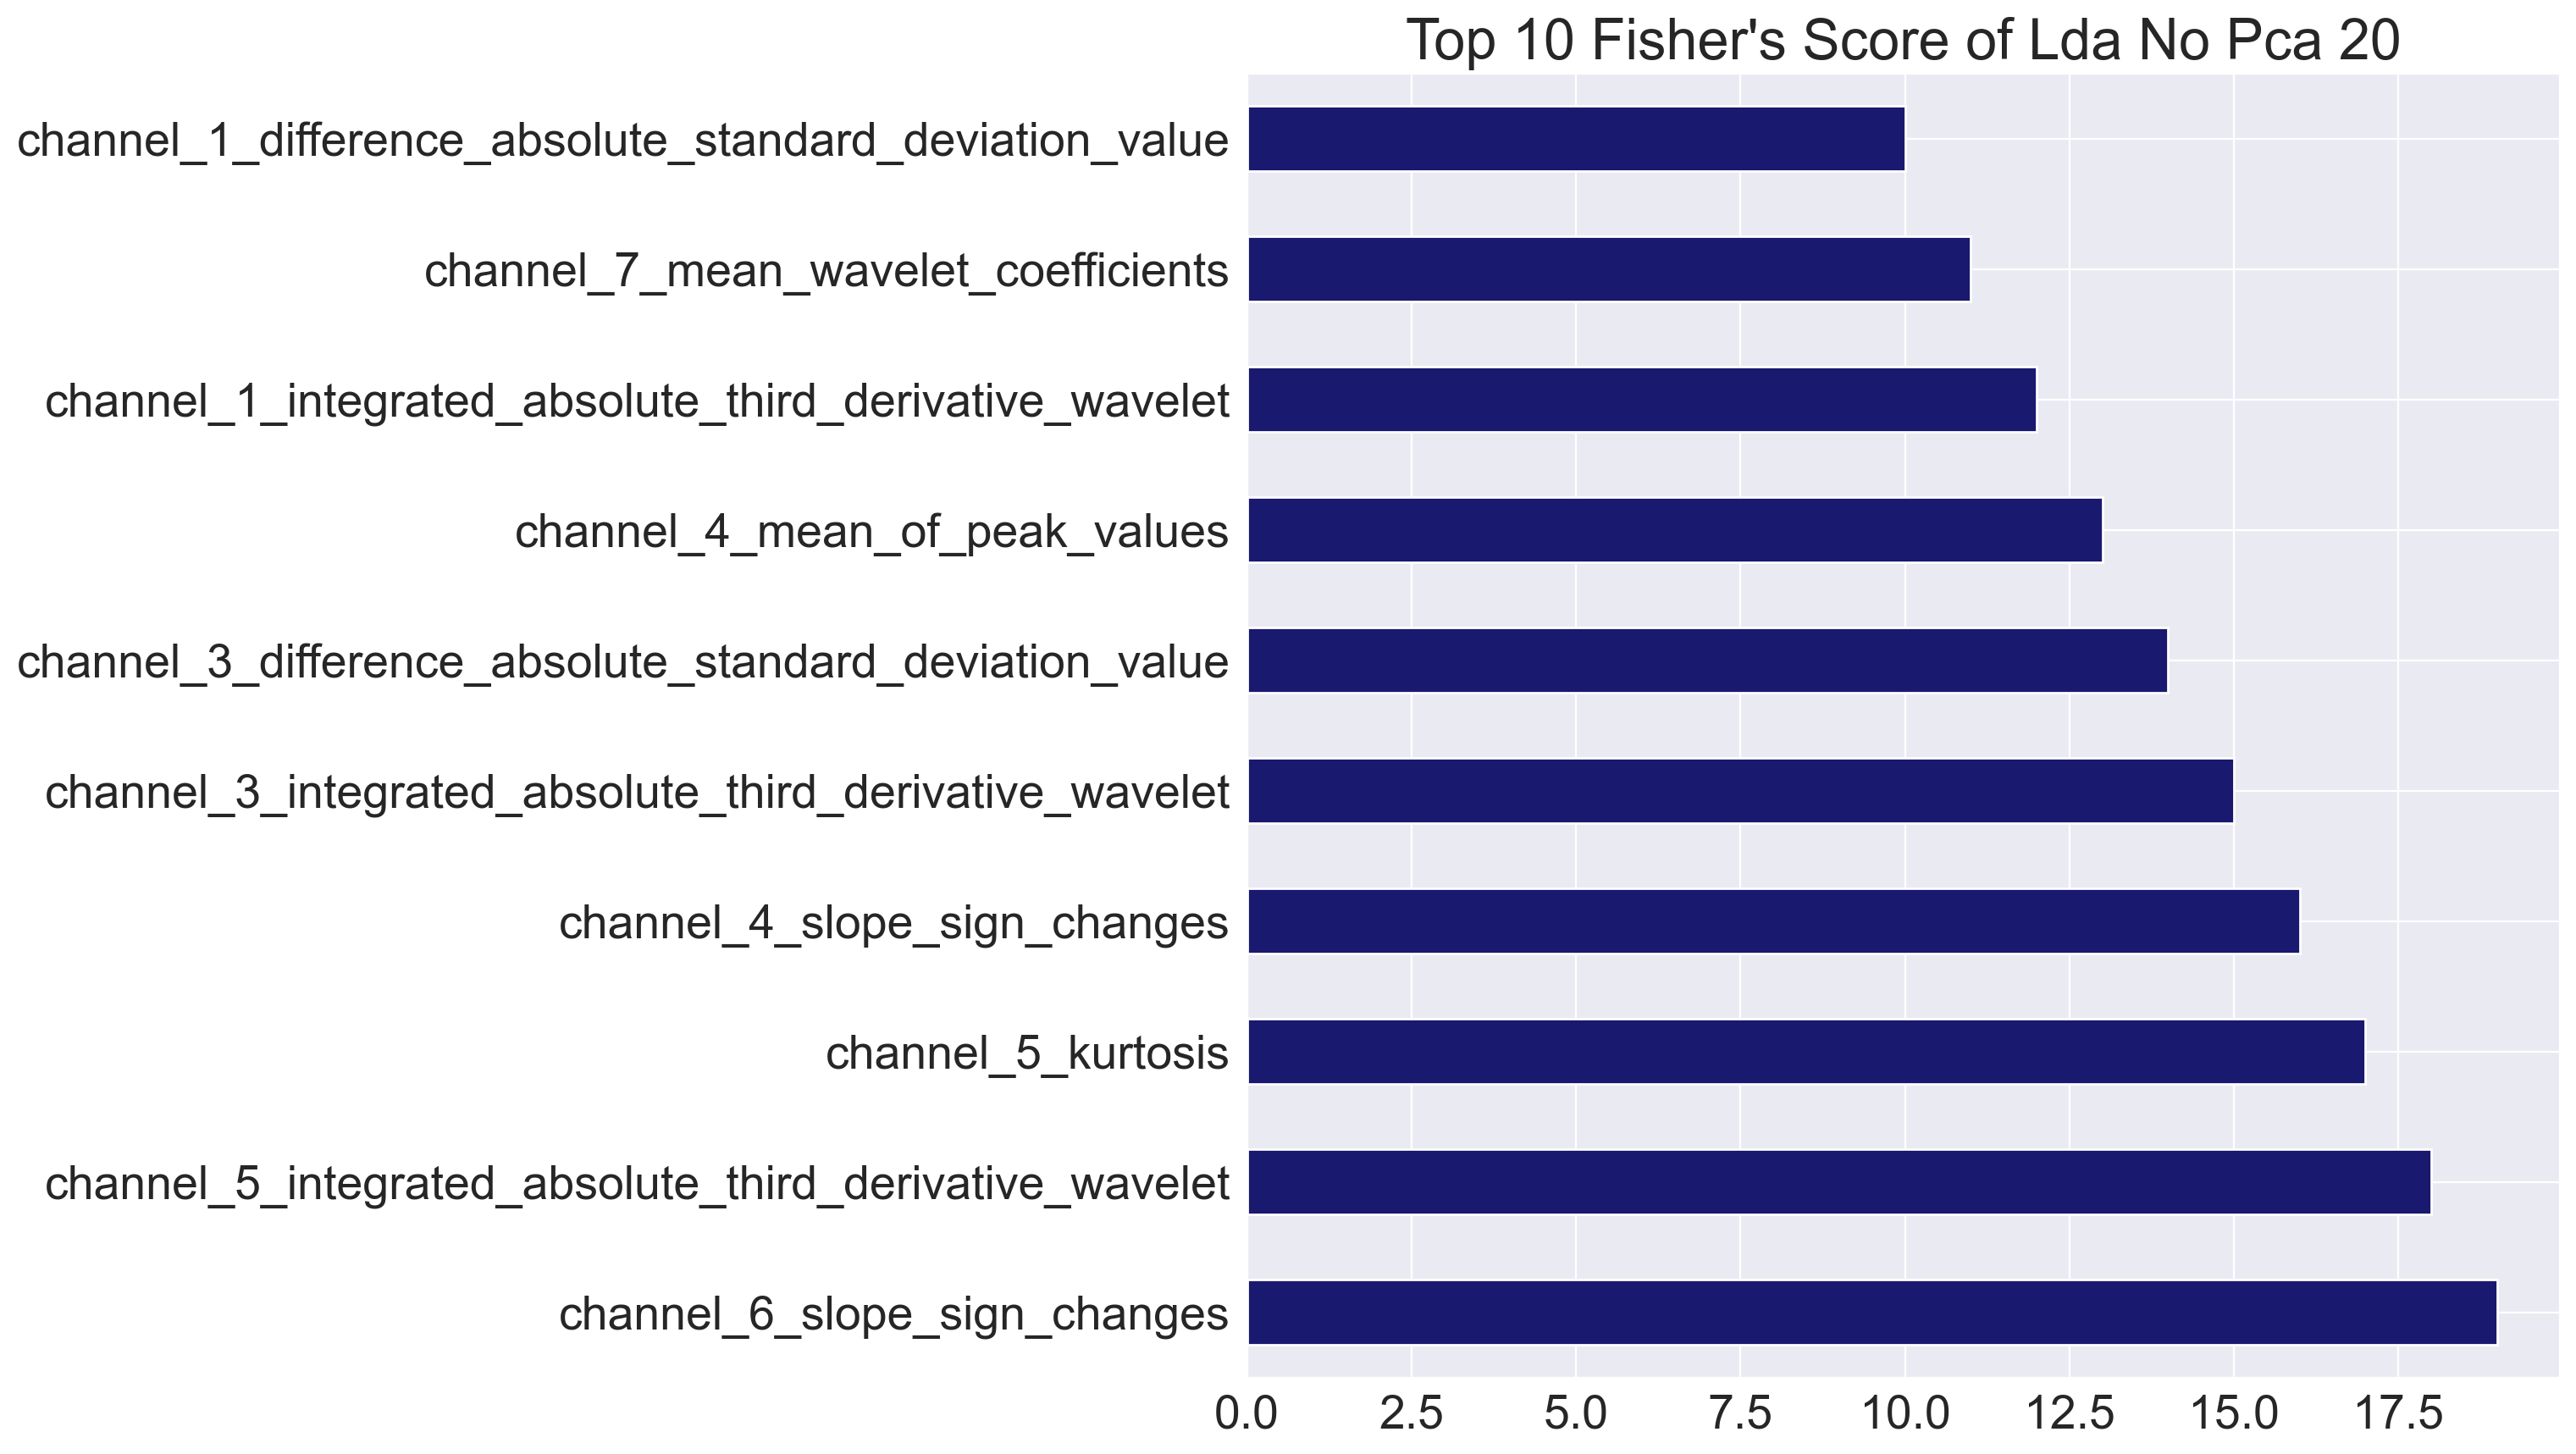 Top 10 Fisher's Score of Lda No Pca 20
channel_1_difference_absolute_standard_deviation_value
channel_7_mean_wavelet_coefficients
channel_1_integrated_absolute_third_derivative_wavelet
channel_4_mean_of_peak_values
channel_3_difference_absolute_standard_deviation_value
channel_3_integrated_absolute_third_derivative_wavelet
channel_4_slope_sign_changes
channel_5_kurtosis
channel_5_integrated_absolute_third_derivative_wavelet
channel_6_slope_sign_changes
0.0 2.5 5.0 7.5 10.0 12.5 15.0 17.5